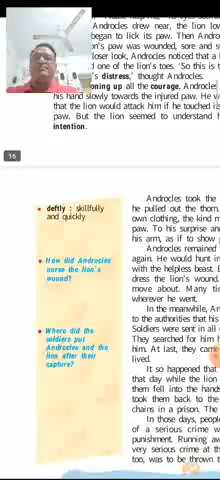 Androcles drew near, the lion low
began to lick its paw. Then Andro
n's paw was wounded, sore and s
closer look, Androcles noticed that a
d one of the lion's toes. 'So this is t
's distress,' thought Androcles.
oning up all the courage, Androcles
his hand slowly towards the injured paw. He w
that the lion would attack him if he touched its
paw. But the lion seemed to understand h
intention.
16
deftly : skillfully
and quickly
How did Androcles
nurse the lion's
wound?
Where did the
soldiers put
Androcles and the
lion after their
capture?
Androcles took the
he pulled out the thorn.
own clothing, the kind m
paw. To his surprise and
his arm, as if to show
Androcles remained
again. He would hunt in
with the helpless beast. E
dress the lion's wound.
move about. Many tim
wherever he went.
In the meanwhile, An
to the authorities that his
Soldiers were sent in all
They searched for him h
him. At last, they came
lived.
It so happened that
that day while the lion
them fell into the hands
took them back to the
chains in a prison. The
In those days, people
of a serious crime w
punishment. Running aw
very serious crime at th
too, was to be thrown t